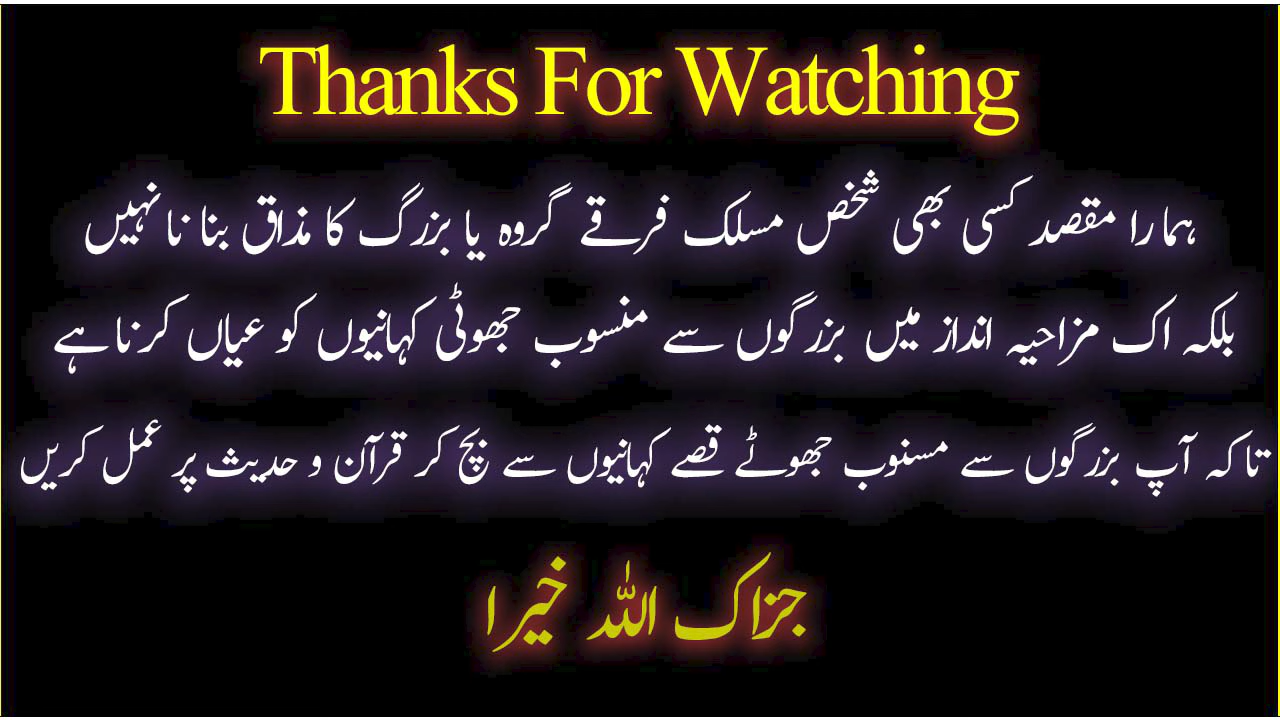 Thanks For Watching
ہمارا مقصد کسی بھی شخص مسلک فرقے گروہ یا بزرگ کا مذاق بنا نا نہیں
بلکہ اک مزاحیہ انداز میں بزرگوں سے منسوب جھوٹی کہانیوں کو عیاں کرنا ہے
تاکہ آپ بزرگوں سے مسنوب جھوٹے قصے کہانیوں سے بچ کر قرآن و حدیث پر عمل کریں
جزاک اللہ خیرا